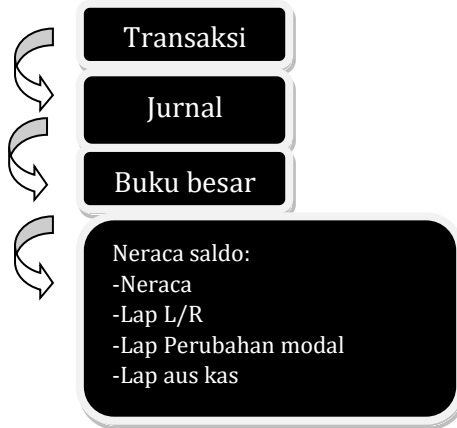 Transaksi
Jurnal
Buku besar
Neraca saldo:
-Neraca
-Lap L/R
-Lap Perubahan modal
-Lap aus kas